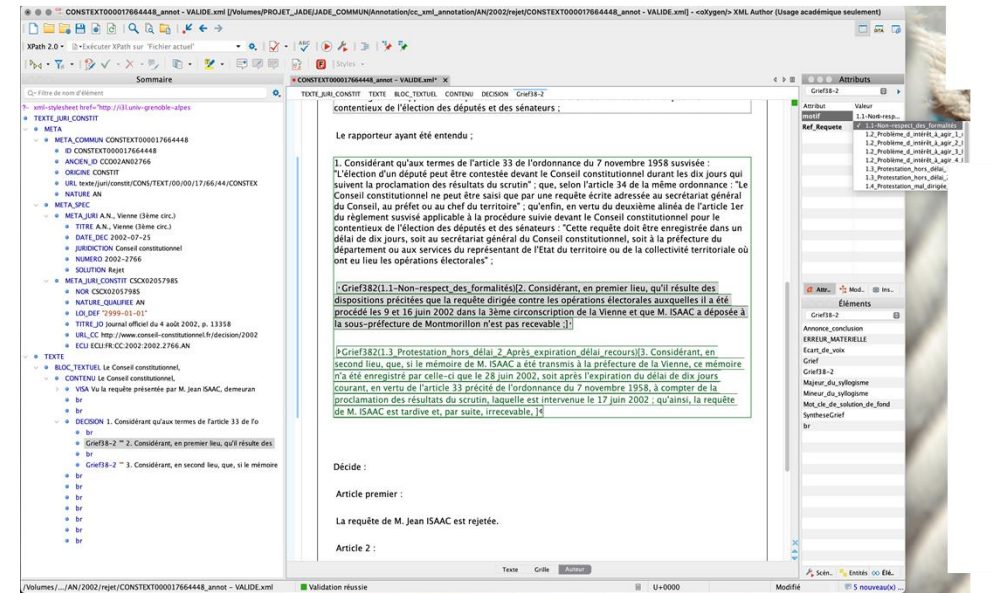 CONSTEXT000017664448_annot - VALIDE.xml [/Volumes/PROJET_JADE/JADE_COMMUN/Annotation/cc_xml_annotation/AN/2002/rejet/CONSTEXT000017664448_annot - VALIDE.xml] - <oXygen/> XML Author (Usage académique seulement)
XPath 2.0
Exécuter XPath sur 'Fichier actuel'
Styles
Sommaire
Filtre de nom d'élément
xml-stylesheet href="http://i3l.univ-grenoble-alpes
TEXTE_JURI_CONSTIT
META
META_COMMUN CONSTEXT000017664448
ID CONSTEXT000017664448
ANCIEN_ID CC002AN02766
ORIGINE CONSTIT
URL texte/juri/constit/CONS/TEXT/00/00/17/66/44/CONSTEX
NATURE AN
META_SPEC
META_JURI A.N., Vienne (3ème circ.)
TITRE A.N., Vienne (3ème circ.)
DATE_DEC 2002-07-25
JURIDICTION Conseil constitutionnel
NUMERO 2002-2766
SOLUTION Rejet
META_JURI_CONSTIT CSCX0205798S
NOR CSCX0205798S
NATURE_QUALIFIEE AN
LOI_DEF "2999-01-01"
TITRE_JO Journal officiel du 4 août 2002, p. 13358
URL_CC http://www.conseil-constitutionnel.fr/decision/2002
ECLI ECLI:FR:CC:2002:2002.2766.AN
TEXTE
BLOC_TEXTUEL Le Conseil constitutionnel,
CONTENU Le Conseil constitutionnel,
VISA Vu la requête présentée par M. Jean ISAAC, demeuran
br
br
DECISION 1. Considérant qu'aux termes de l'article 33 de l'o
br
Grief38-2 2. Considérant, en premier lieu, qu'il résulte des
br
Grief38-2 3. Considérant, en second lieu, que, si le mémoire
br
br
br
br
br
br
CONSTEXT000017664448_annot - VALIDE.xml*
TEXTE_JURI_CONSTIT TEXTE BLOC_TEXTUEL CONTENU DECISION Grief38-2
contentieux de l'élection des députés et des sénateurs ;
Le rapporteur ayant été entendu ;
1. Considérant qu'aux termes de l'article 33 de l'ordonnance du 7 novembre 1958 susvisée :
"L'élection d'un député peut être contestée devant le Conseil constitutionnel durant les dix jours qui
suivent la proclamation des résultats du scrutin" ; que, selon l'article 34 de la même ordonnance : "Le
Conseil constitutionnel ne peut être saisi que par une requête écrite adressée au secrétariat général
du Conseil, au préfet ou au chef du territoire" ; qu'enfin, en vertu du deuxième alinéa de l'article 1er
du règlement susvisé applicable à la procédure suivie devant le Conseil constitutionnel pour le
contentieux de l'élection des députés et des sénateurs : "Cette requête doit être enregistrée dans un
délai de dix jours, soit au secrétariat général du Conseil constitutionnel, soit à la préfecture du
département ou aux services du représentant de l'Etat du territoire ou de la collectivité territoriale où
ont eu lieu les opérations électorales" ;
Grief382(1.1-Non-respect_des_formalités)[2. Considérant, en premier lieu, qu'il résulte des
dispositions précitées que la requête dirigée contre les opérations électorales auxquelles il a été
procédé les 9 et 16 juin 2002 dans la 3ème circonscription de la Vienne et que M. ISAAC a déposée à
la sous-préfecture de Montmorillon n'est pas recevable ;]
Grief382(1.3_Protestation_hors_délai_2_Après_expiration_délai_recours)[3. Considérant, en
second lieu, que, si le mémoire de M. ISAAC a été transmis à la préfecture de la Vienne, ce mémoire
n'a été enregistré par celle-ci que le 28 juin 2002, soit après l'expiration du délai de dix jours
courant, en vertu de l'article 33 précité de l'ordonnance du 7 novembre 1958, à compter de la
proclamation des résultats du scrutin, laquelle est intervenue le 17 juin 2002 ; qu'ainsi, la requête
de M. ISAAC est tardive et, par suite, irrecevable, ]
Décide :
Article premier :
La requête de M. Jean ISAAC est rejetée.
Article 2 :
Texte Grille Auteur
Attributs
Grief38-2
Attribut Valeur
motif 1.1-Non-resp...
Ref_Requete
1.1-Non-respect_des_formalités
1.2_Problème_d_intérêt_à_agir_1_
1.2_Problème_d_intérêt_à_agir_2_
1.2_Problème_d_intérêt_à_agir_3_
1.2_Problème_d_intérêt_à_agir_4_
1.3_Protestation_hors_délai_
1.3_Protestation_hors_délai_
1.4_Protestation_mal_dirigée_
Attr... Mod... Ins...
Éléments
Grief38-2
Annonce_conclusion
ERREUR_MATERIELLE
Ecart_de_voix
Grief
Grief38-2
Majeur_du_syllogisme
Mineur_du_syllogisme
Mot_cle_de_solution_de_fond
SyntheseGrief
br
Scén... Entités Élé...
/Volumes/.../AN/2002/rejet/CONSTEXT000017664448_annot - VALIDE.xml
Validation réussie
U+0000
Modifié
5 nouveau(x) ...